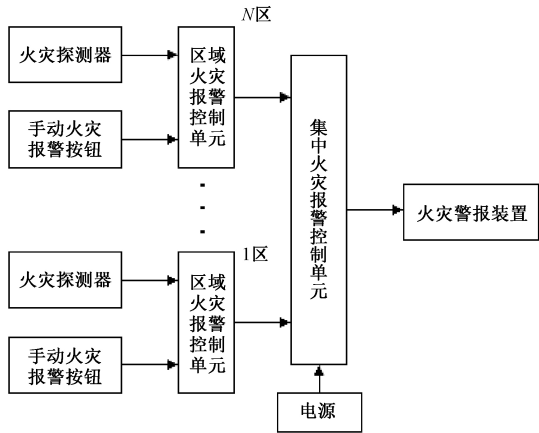 N区
火灾探测器
手动火灾
报警按钮
区域
火灾
报警
控制
单元
1区
火灾探测器
手动火灾
报警按钮
区域
火灾
报警
控制
单元
集中火灾报警控制单元
火灾警报装置
电源